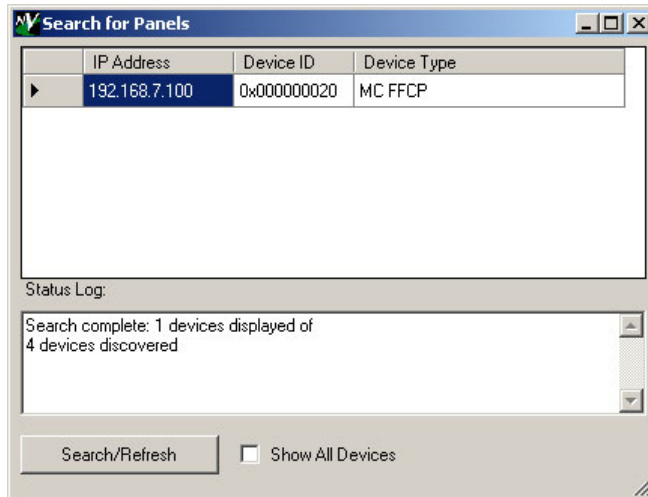 NV Search for Panels
IP Address Device ID Device Type
192.168.7.100 0x000000020 MC FFCP
Status Log:
Search complete: 1 devices displayed of
4 devices discovered
Search/Refresh Show All Devices